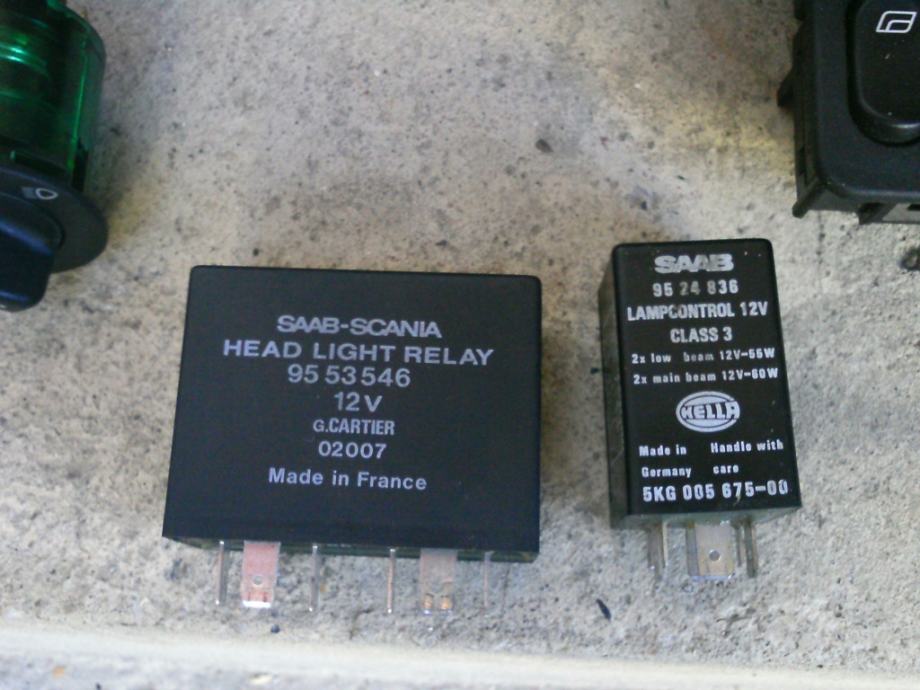 SAAB-SCANIA
HEAD LIGHT RELAY
95 53 546
12 V
G.CARTIER
02007
Made in France
SAAB
95 24 836
LAMPCONTROL 12V
CLASS 3
2x low beam 12V-55W
2x main beam 12V-60W
HELLA
Made in Handle with
Germany care
5KG 005 675-00